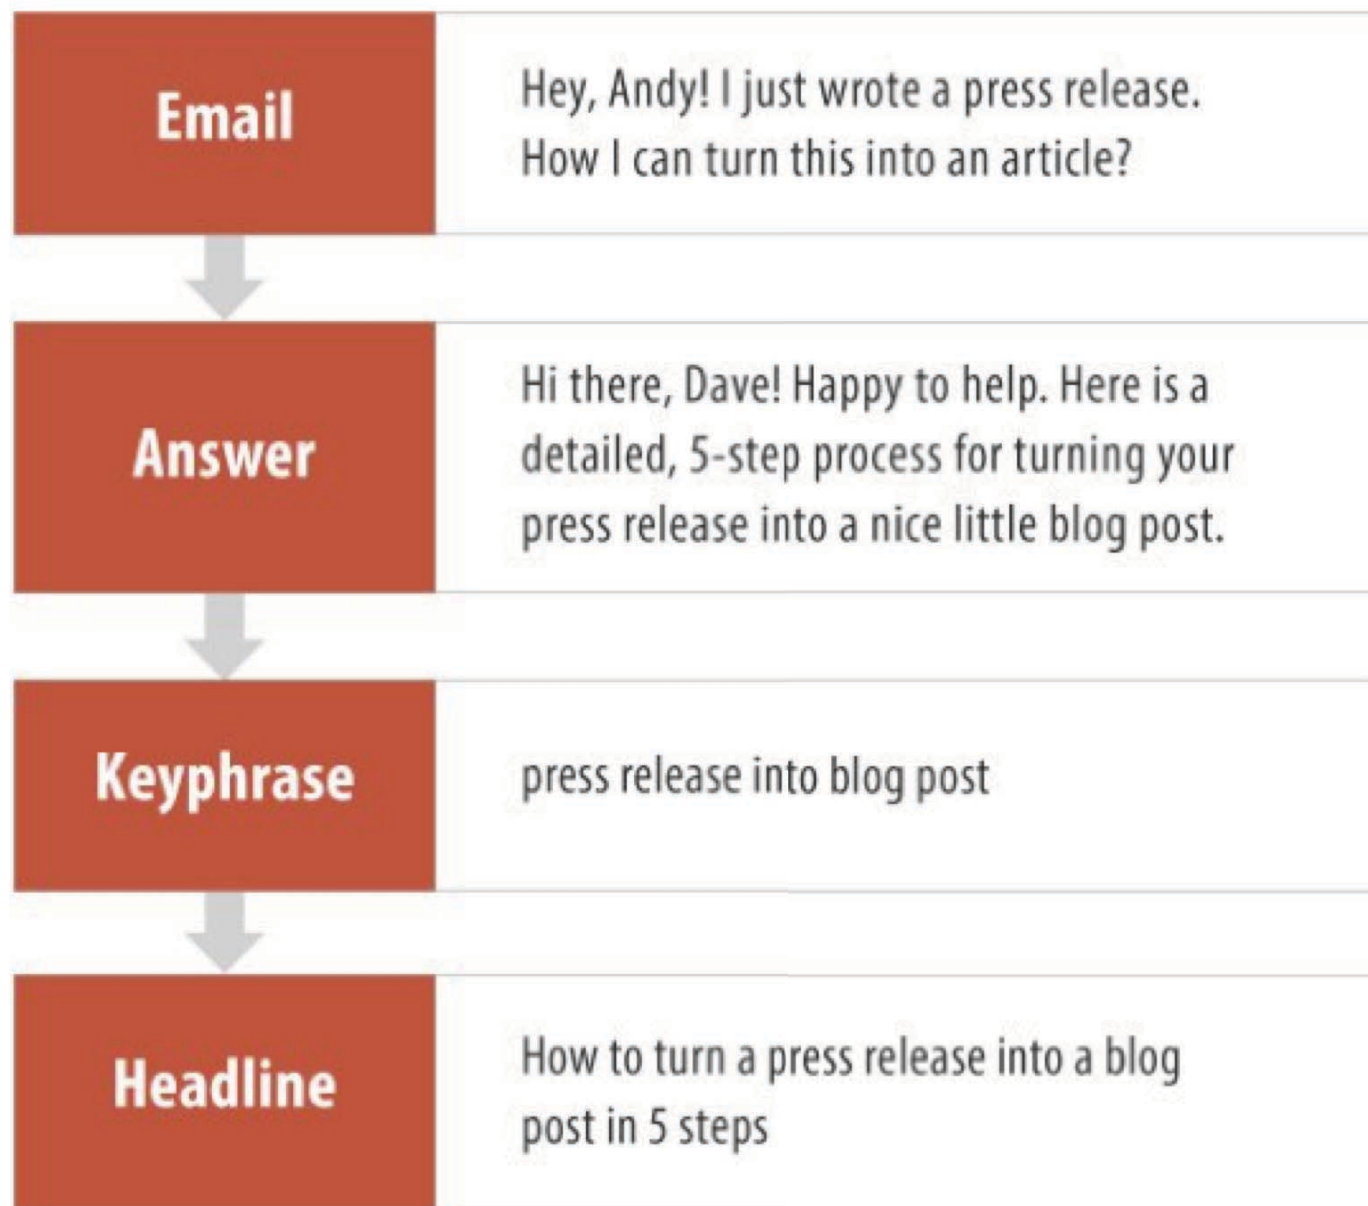 Email
Hey, Andy! I just wrote a press release.
How I can turn this into an article?
Answer
Hi there, Dave! Happy to help. Here is a
detailed, 5-step process for turning your
press release into a nice little blog post.
Keyphrase
press release into blog post
Headline
How to turn a press release into a blog
post in 5 steps